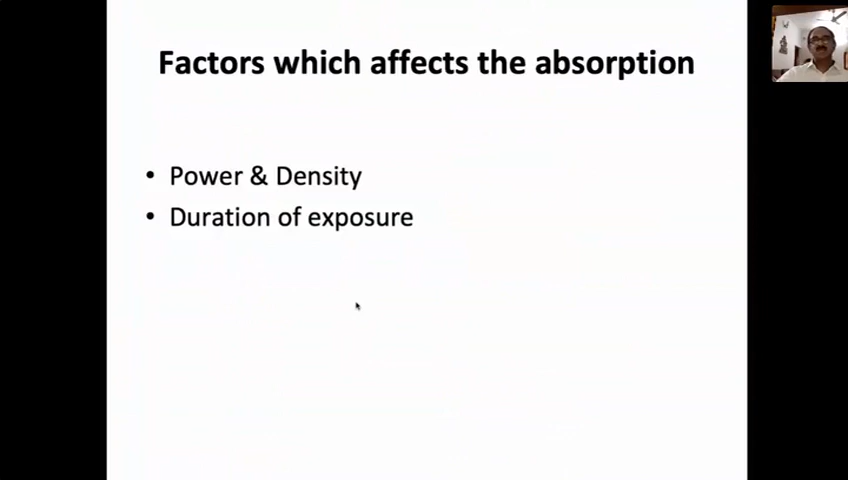 Factors which affects the absorption
• Power & Density
• Duration of exposure